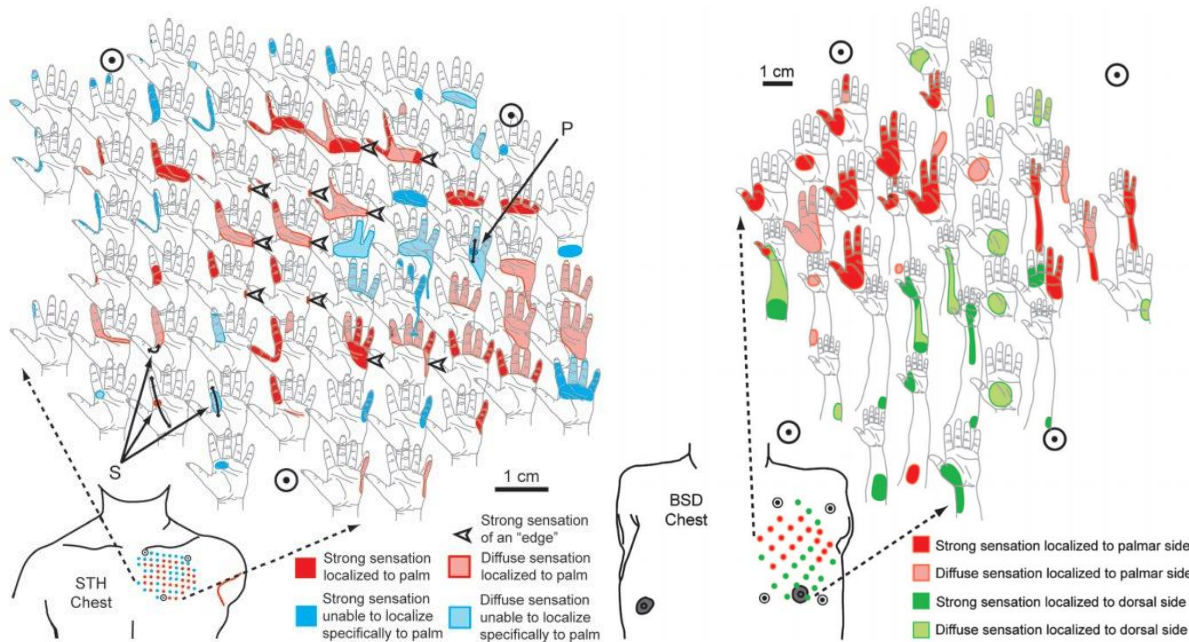 P
S
1 cm
STH
Chest
Strong sensation
of an "edge"
Strong sensation
localized to palm
Diffuse sensation
localized to palm
Strong
sensation
unable to localize
specifically to palm
Diffuse
sensation
unable to localize
specifically to palm
1 cm
BSD
Chest
Strong sensation localized to palmar side
Diffuse sensation localized to palmar side
Strong sensation localized to dorsal side
Diffuse sensation localized to dorsal side